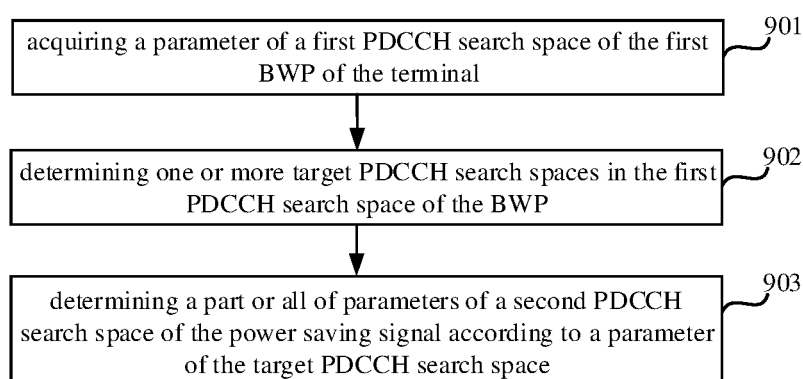 acquiring a parameter of a first PDCCH search space of the first
BWP of the terminal
901
determining one or more target PDCCH search spaces in the first
PDCCH search space of the BWP
902
determining a part or all of parameters of a second PDCCH
search space of the power saving signal according to a parameter
of the target PDCCH search space
903